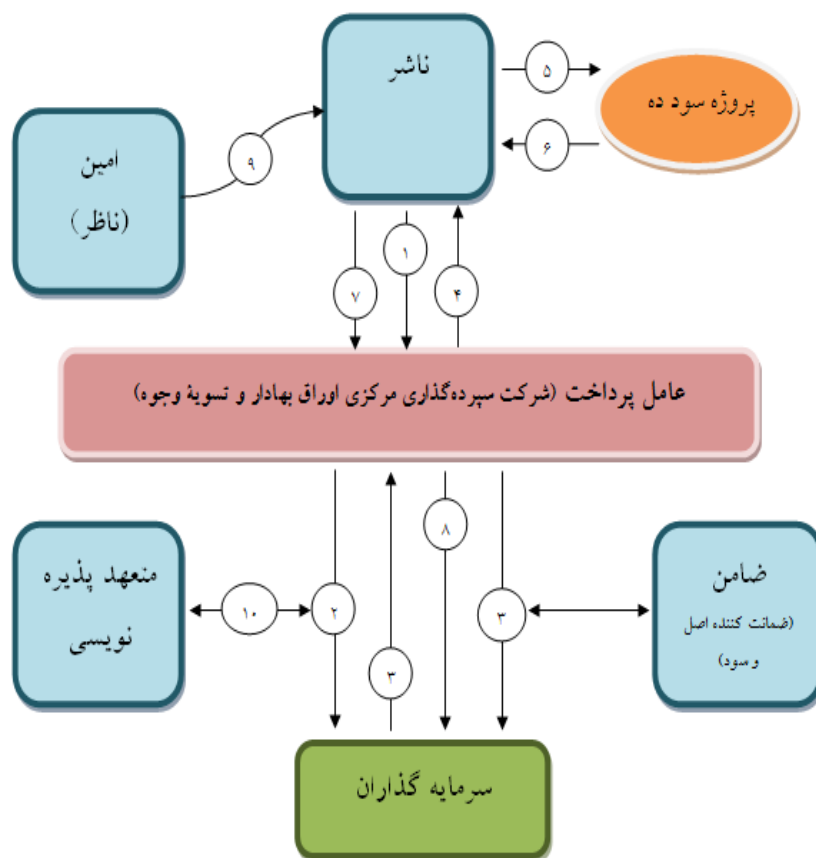 ناشر
۵
پروژه سود ده
۶
امین
(ناظر)
۹
۷
۱
۴
عامل پرداخت (شرکت سپرده‌گذاری مرکزی اوراق بهادار و تسویۀ وجوه)
منعهد پذیره
نویسی
۱۰
۲
۳
۸
۳
ضامن
(ضمانت کننده اصل
و سود)
سرمایه گذاران